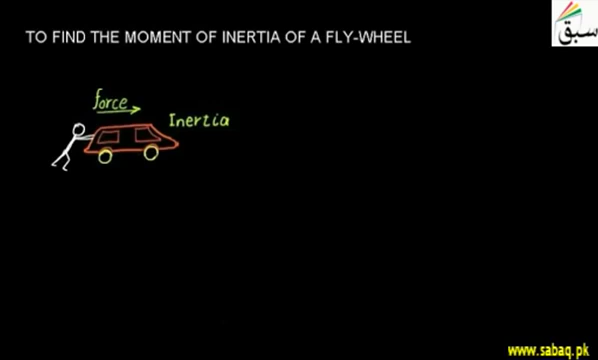 TO FIND THE MOMENT OF INERTIA OF A FLY-WHEEL
سبق
force
Inertia
www.sabaq.pk